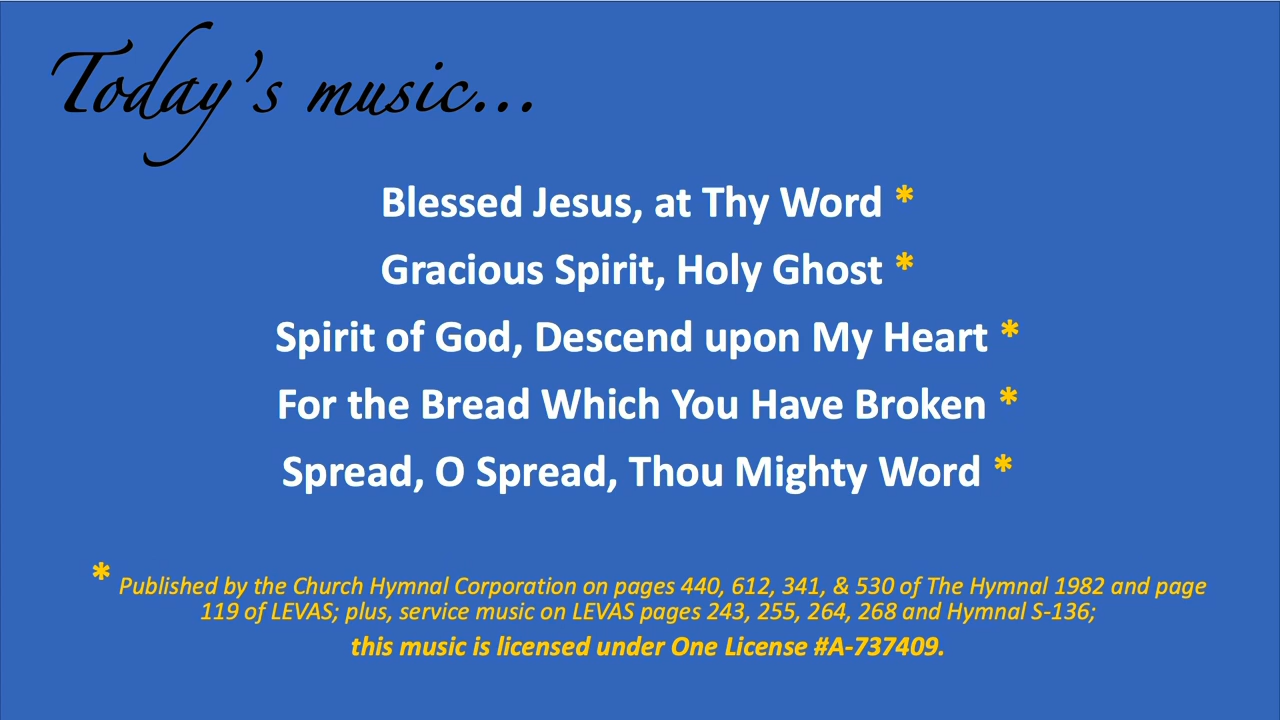 Today's music...
Blessed Jesus, at Thy Word *
Gracious Spirit, Holy Ghost *
Spirit of God, Descend upon My Heart *
For the Bread Which You Have Broken *
Spread, O Spread, Thou Mighty Word *
* Published by the Church Hymnal Corporation on pages 440, 612, 341, & 530 of The Hymnal 1982 and page
119 of LEVAS; plus, service music on LEVAS pages 243, 255, 264, 268 and Hymnal S-136;
this music is licensed under One License #A-737409.